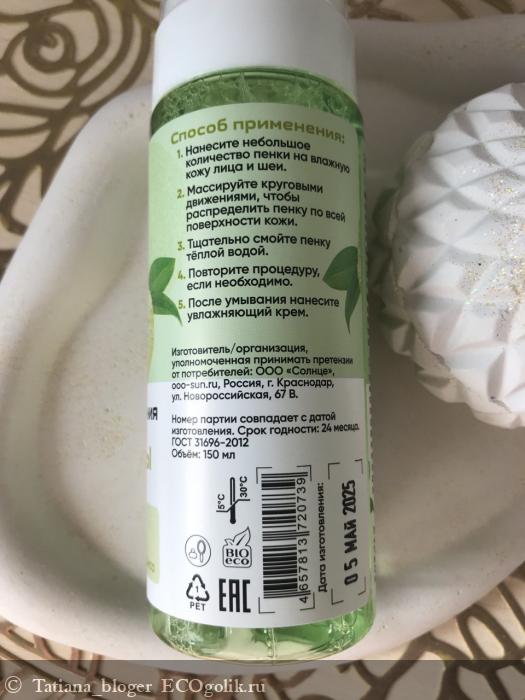 Способ применения:
1. Нанесите небольшое
количество пенки на влажную
кожу лица и шеи.
2. Массируйте круговыми
движениями, чтобы
распределить пенку по всей
поверхности кожи.
3. Тщательно смойте пенку
тёплой водой.
4. Повторите процедуру,
если необходимо.
5. После умывания нанесите
увлажняющий крем.
Изготовитель/организация,
уполномоченная принимать претензии
от потребителей: ООО «Солнце»,
ooo-sun.ru, Россия, г. Краснодар,
ул. Новороссийская, 67 В.
Номер партии совпадает с датой
изготовления. Срок годности: 24 месяца.
ГОСТ 31696-2012
Объём: 150 мл
5°C
30°C
BIO
eco
1
PET
EAC
4 657813 720739
Дата изготовления:
05 МАЙ 2025
Tatiana_bloger ECOgolik.ru